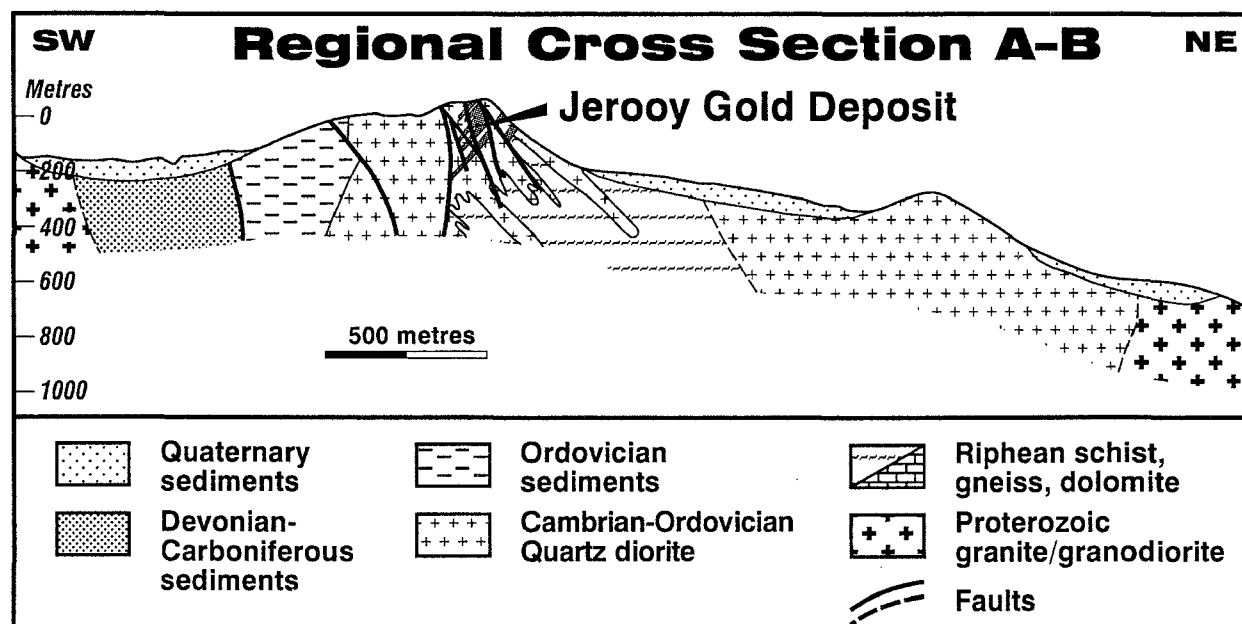 SW
Regional Cross Section A-B
NE
Metres
0
200
400
600
800
1000
Jerooy Gold Deposit
500 metres
Quaternary
sediments
Devonian-
Carboniferous
sediments
Ordovician
sediments
Cambrian-Ordovician
Quartz diorite
Riphean schist,
gneiss, dolomite
Proterozoic
granite/granodiorite
Faults